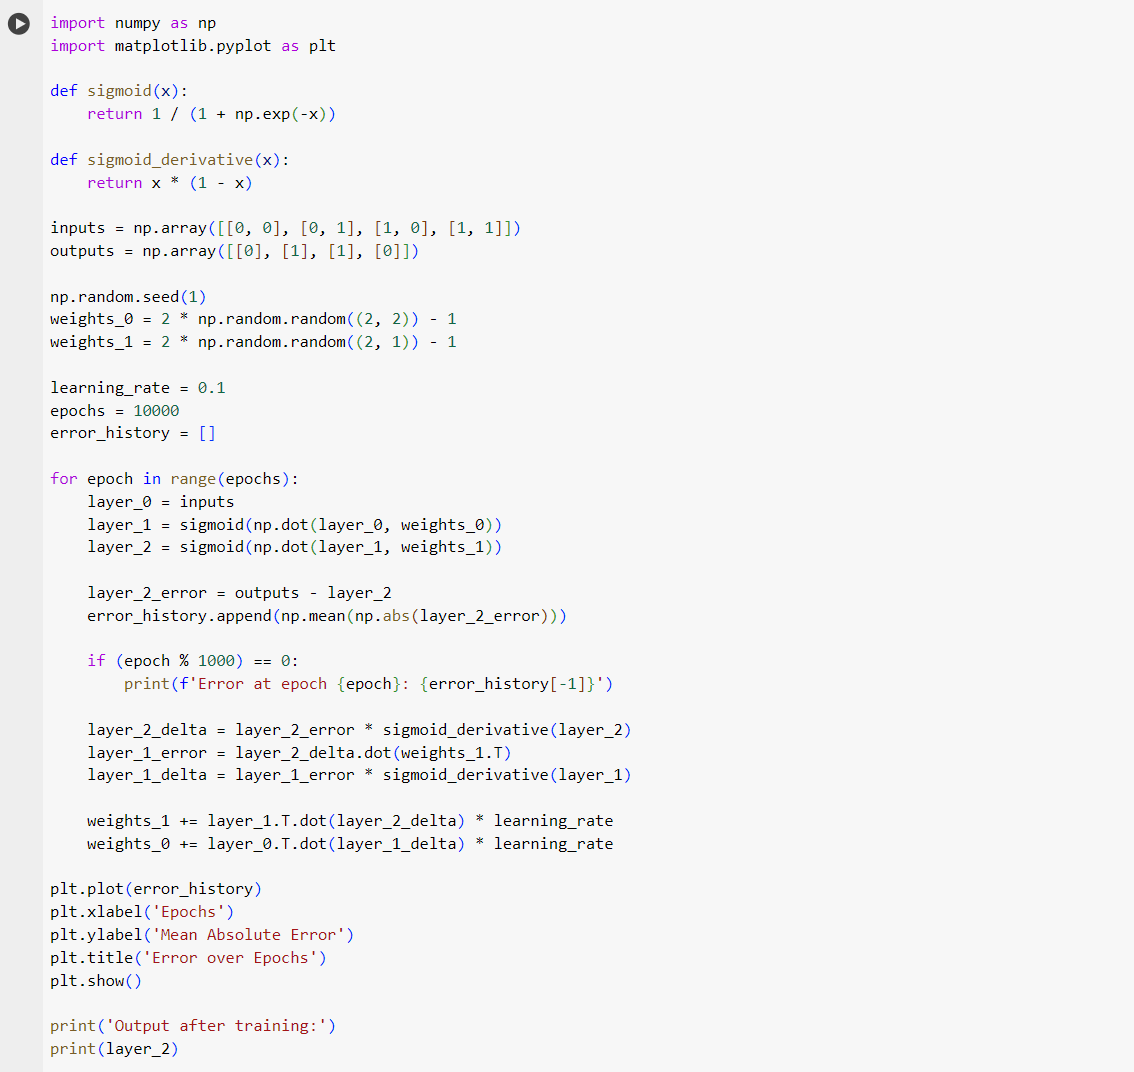 import numpy as np
import matplotlib.pyplot as plt
def sigmoid(x):
    return 1 / (1 + np.exp(-x))
def sigmoid_derivative(x):
    return x * (1 - x)
inputs = np.array([[0, 0], [0, 1], [1, 0], [1, 1]])
outputs = np.array([[0], [1], [1], [0]])
np.random.seed(1)
weights_0 = 2 * np.random.random((2, 2)) - 1
weights_1 = 2 * np.random.random((2, 1)) - 1
learning_rate = 0.1
epochs = 10000
error_history = []
for epoch in range(epochs):
    layer_0 = inputs
    layer_1 = sigmoid(np.dot(layer_0, weights_0))
    layer_2 = sigmoid(np.dot(layer_1, weights_1))
    layer_2_error = outputs - layer_2
    error_history.append(np.mean(np.abs(layer_2_error)))
    if (epoch % 1000) == 0:
        print(f'Error at epoch {epoch}: {error_history[-1]}')
    layer_2_delta = layer_2_error * sigmoid_derivative(layer_2)
    layer_1_error = layer_2_delta.dot(weights_1.T)
    layer_1_delta = layer_1_error * sigmoid_derivative(layer_1)
    weights_1 += layer_1.T.dot(layer_2_delta) * learning_rate
    weights_0 += layer_0.T.dot(layer_1_delta) * learning_rate
plt.plot(error_history)
plt.xlabel('Epochs')
plt.ylabel('Mean Absolute Error')
plt.title('Error over Epochs')
plt.show()
print('Output after training:')
print(layer_2)